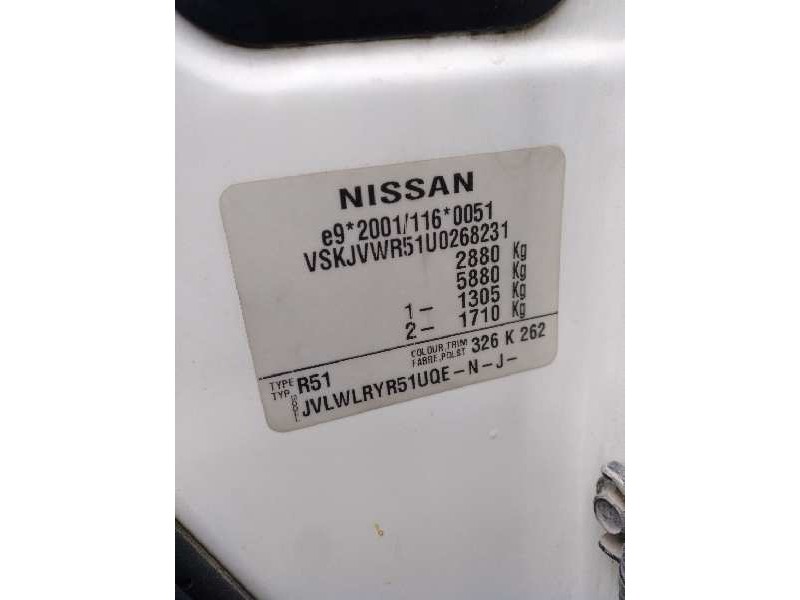 NISSAN
e9*2001/116*0051
VSKJVWR51U0268231
2880 Kg
5880 Kg
1- 1305 Kg
2- 1710 Kg
COLOUR,TRIM 326 K 262
FARBE,POLST
TYPE R51
TYP
MODEL JVLWLRYR51UQE-N-J-